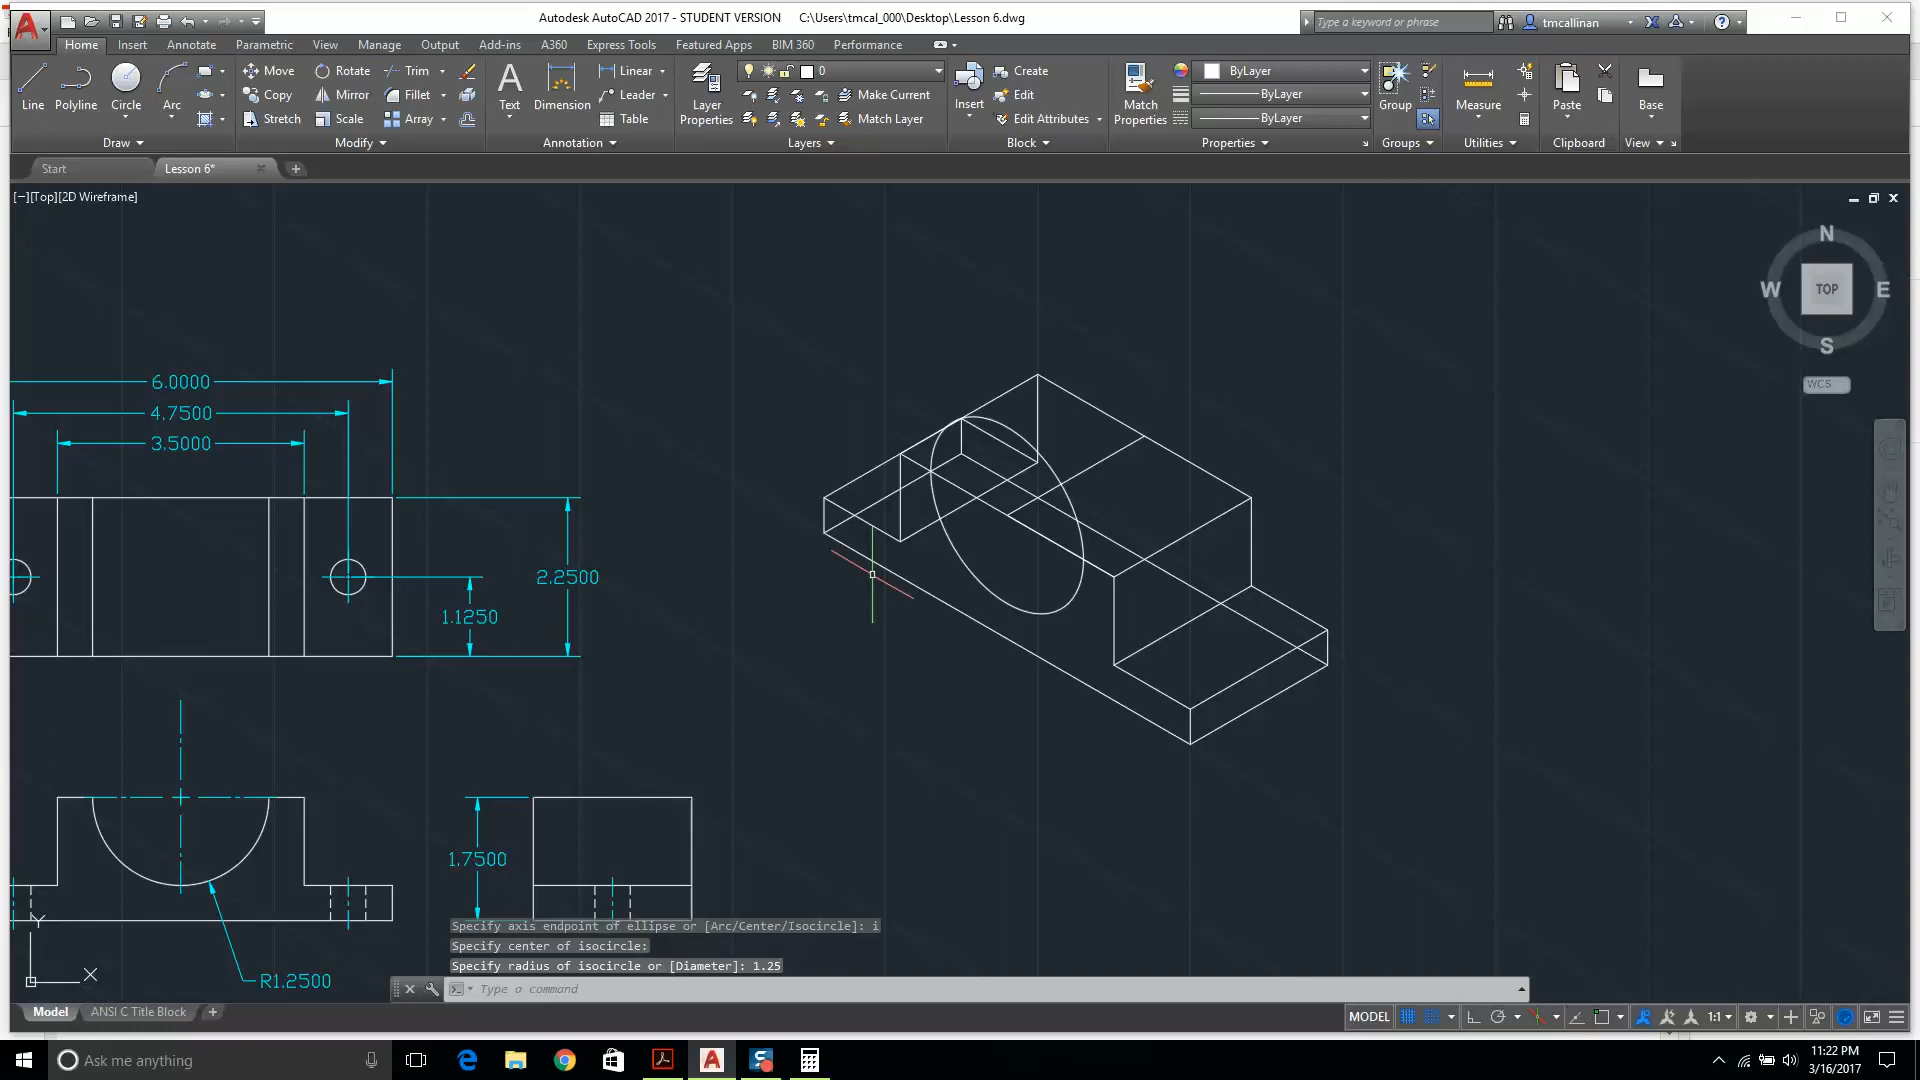 Autodesk AutoCAD 2017 - STUDENT VERSION C:\Users\tmcal_000\Desktop\Lesson 6.dwg
Type a keyword or phrase
tmcallinan
Home Insert Annotate Parametric View Manage Output Add-ins A360 Express Tools Featured Apps BIM 360 Performance
Line Polyline Circle Arc
Draw
Move Rotate Trim
Copy Mirror Fillet
Stretch Scale Array
Modify
Text Dimension
Linear
Leader
Table
Annotation
Layer Properties
0
Make Current
Match Layer
Layers
Insert
Create
Edit
Edit Attributes
Block
Match Properties
ByLayer
ByLayer
ByLayer
Properties
Group
Groups
Measure
Utilities
Paste
Clipboard
Base
View
Start Lesson 6*
[−][Top][2D Wireframe]
N
W TOP E
S
WCS
6.0000
4.7500
3.5000
2.2500
1.1250
1.7500
R1.2500
Y
X
Specify axis endpoint of ellipse or [Arc/Center/Isocircle]: i
Specify center of isocircle:
Specify radius of isocircle or [Diameter]: 1.25
Type a command
Model ANSI C Title Block
MODEL 1:1
Ask me anything
11:22 PM
3/16/2017